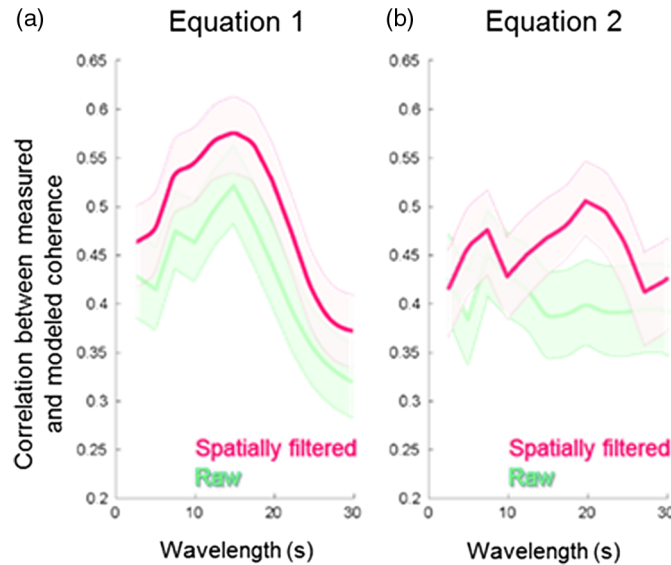 (a)
Equation 1
(b)
Equation 2
Correlation between measured
and modeled coherence
0.65
0.6
0.55
0.5
0.45
0.4
0.35
0.3
0.25
0.2
0
10
20
30
Spatially filtered
Raw
Wavelength (s)
0.65
0.6
0.55
0.5
0.45
0.4
0.35
0.3
0.25
0.2
0
10
20
30
Spatially filtered
Raw
Wavelength (s)